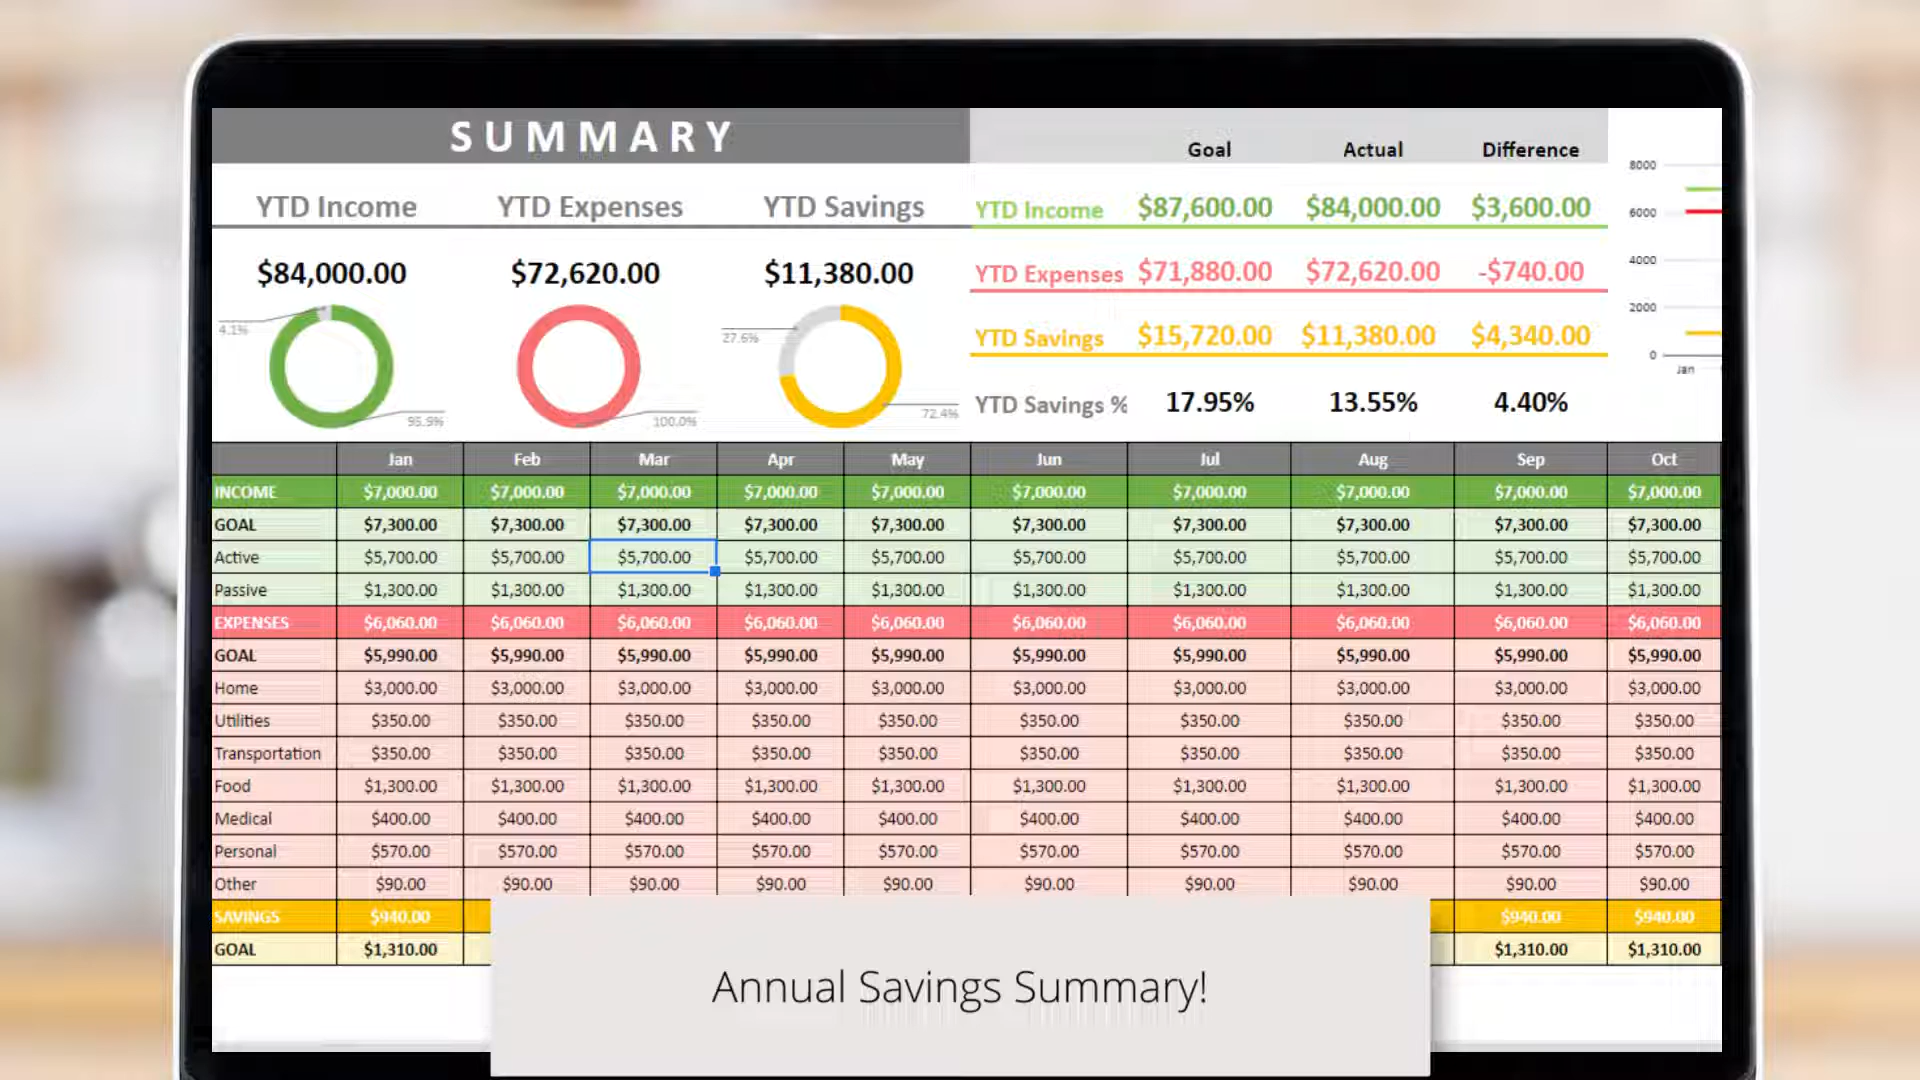 SUMMARY
Goal Actual Difference
YTD Income YTD Expenses YTD Savings
$84,000.00 $72,620.00 $11,380.00
4.1% 95.9%
100.0%
27.6% 72.4%
YTD Income $87,600.00 $84,000.00 $3,600.00
YTD Expenses $71,880.00 $72,620.00 -$740.00
YTD Savings $15,720.00 $11,380.00 $4,340.00
YTD Savings % 17.95% 13.55% 4.40%
8000
6000
4000
2000
0
Jan
Jan Feb Mar Apr May Jun Jul Aug Sep Oct
INCOME $7,000.00 $7,000.00 $7,000.00 $7,000.00 $7,000.00 $7,000.00 $7,000.00 $7,000.00 $7,000.00 $7,000.00
GOAL $7,300.00 $7,300.00 $7,300.00 $7,300.00 $7,300.00 $7,300.00 $7,300.00 $7,300.00 $7,300.00 $7,300.00
Active $5,700.00 $5,700.00 $5,700.00 $5,700.00 $5,700.00 $5,700.00 $5,700.00 $5,700.00 $5,700.00 $5,700.00
Passive $1,300.00 $1,300.00 $1,300.00 $1,300.00 $1,300.00 $1,300.00 $1,300.00 $1,300.00 $1,300.00 $1,300.00
EXPENSES $6,060.00 $6,060.00 $6,060.00 $6,060.00 $6,060.00 $6,060.00 $6,060.00 $6,060.00 $6,060.00 $6,060.00
GOAL $5,990.00 $5,990.00 $5,990.00 $5,990.00 $5,990.00 $5,990.00 $5,990.00 $5,990.00 $5,990.00 $5,990.00
Home $3,000.00 $3,000.00 $3,000.00 $3,000.00 $3,000.00 $3,000.00 $3,000.00 $3,000.00 $3,000.00 $3,000.00
Utilities $350.00 $350.00 $350.00 $350.00 $350.00 $350.00 $350.00 $350.00 $350.00 $350.00
Transportation $350.00 $350.00 $350.00 $350.00 $350.00 $350.00 $350.00 $350.00 $350.00 $350.00
Food $1,300.00 $1,300.00 $1,300.00 $1,300.00 $1,300.00 $1,300.00 $1,300.00 $1,300.00 $1,300.00 $1,300.00
Medical $400.00 $400.00 $400.00 $400.00 $400.00 $400.00 $400.00 $400.00 $400.00 $400.00
Personal $570.00 $570.00 $570.00 $570.00 $570.00 $570.00 $570.00 $570.00 $570.00 $570.00
Other $90.00 $90.00 $90.00 $90.00 $90.00 $90.00 $90.00 $90.00 $90.00 $90.00
SAVINGS $940.00 $940.00 $940.00
GOAL $1,310.00 $1,310.00 $1,310.00
Annual Savings Summary!